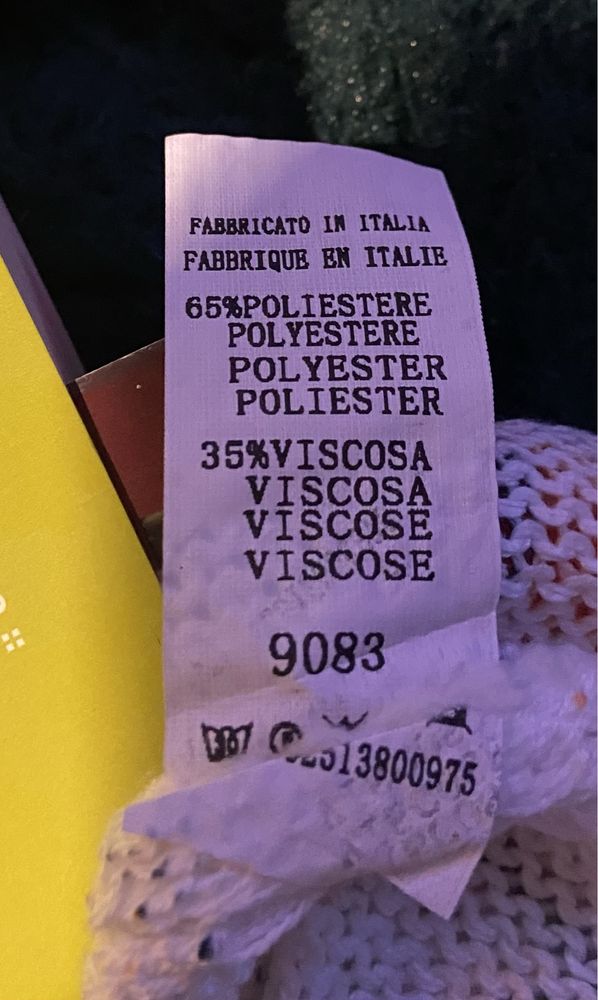 FABBRICATO IN ITALIA
FABBRIQUE EN ITALIE
65%POLIESTERE
POLYESTERE
POLYESTER
POLIESTER
35%VISCOSA
VISCOSA
VISCOSE
VISCOSE
9083